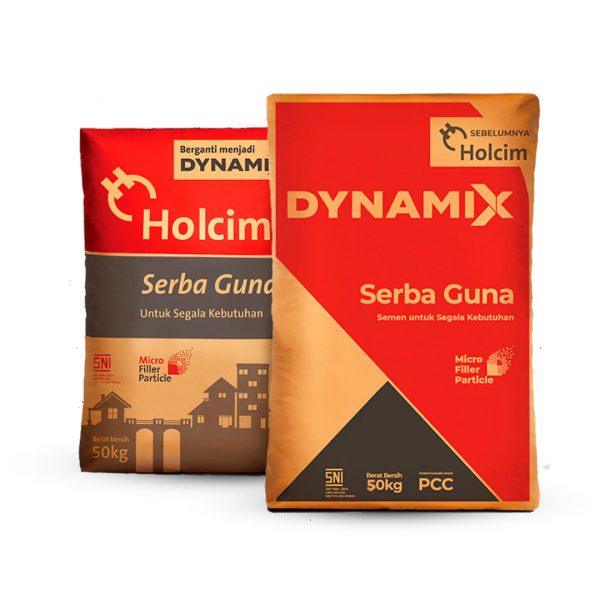 Berganti menjadi
DYNAMIX
Holcim
Serba Guna
Untuk Segala Kebutuhan
SNI
Micro
Filler
Particle
Berat bersih
50kg
SEBELUMNYA
Holcim
DYNAMIX
Serba Guna
Semen untuk Segala Kebutuhan
Micro
Filler
Particle
SNI
Berat Bersih
50kg
PCC